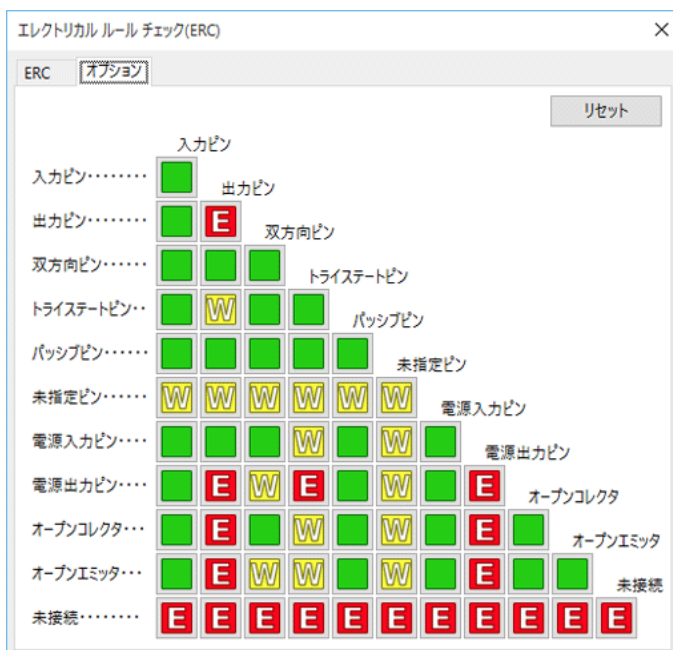 エレクトリカル ルール チェック(ERC)
ERC オプション
リセット
入力ピン
入力ピン········
出力ピン
出力ピン········ E
双方向ピン
双方向ピン······
トライステートピン
トライステートピン·· W
パッシブピン
パッシブピン······
未指定ピン
未指定ピン······ W W W W W W
電源入力ピン
電源入力ピン···· W W
電源出力ピン
電源出力ピン···· E W E W E
オープンコレクタ
オープンコレクタ··· E W W E
オープンエミッタ
オープンエミッタ··· E W W W E
未接続
未接続········ E E E E E E E E E E E